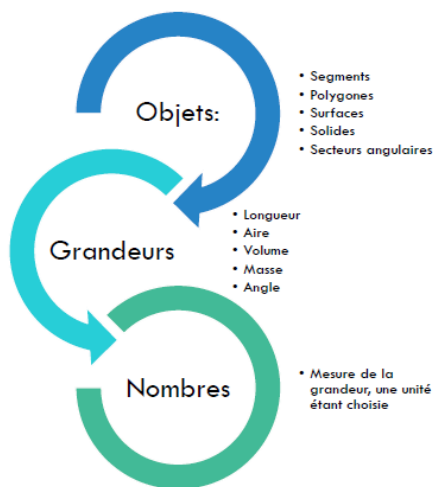 Objets:
• Segments
• Polygones
• Surfaces
• Solides
• Secteurs angulaires
Grandeurs
• Longueur
• Aire
• Volume
• Masse
• Angle
Nombres
• Mesure de la
grandeur, une unité
étant choisie